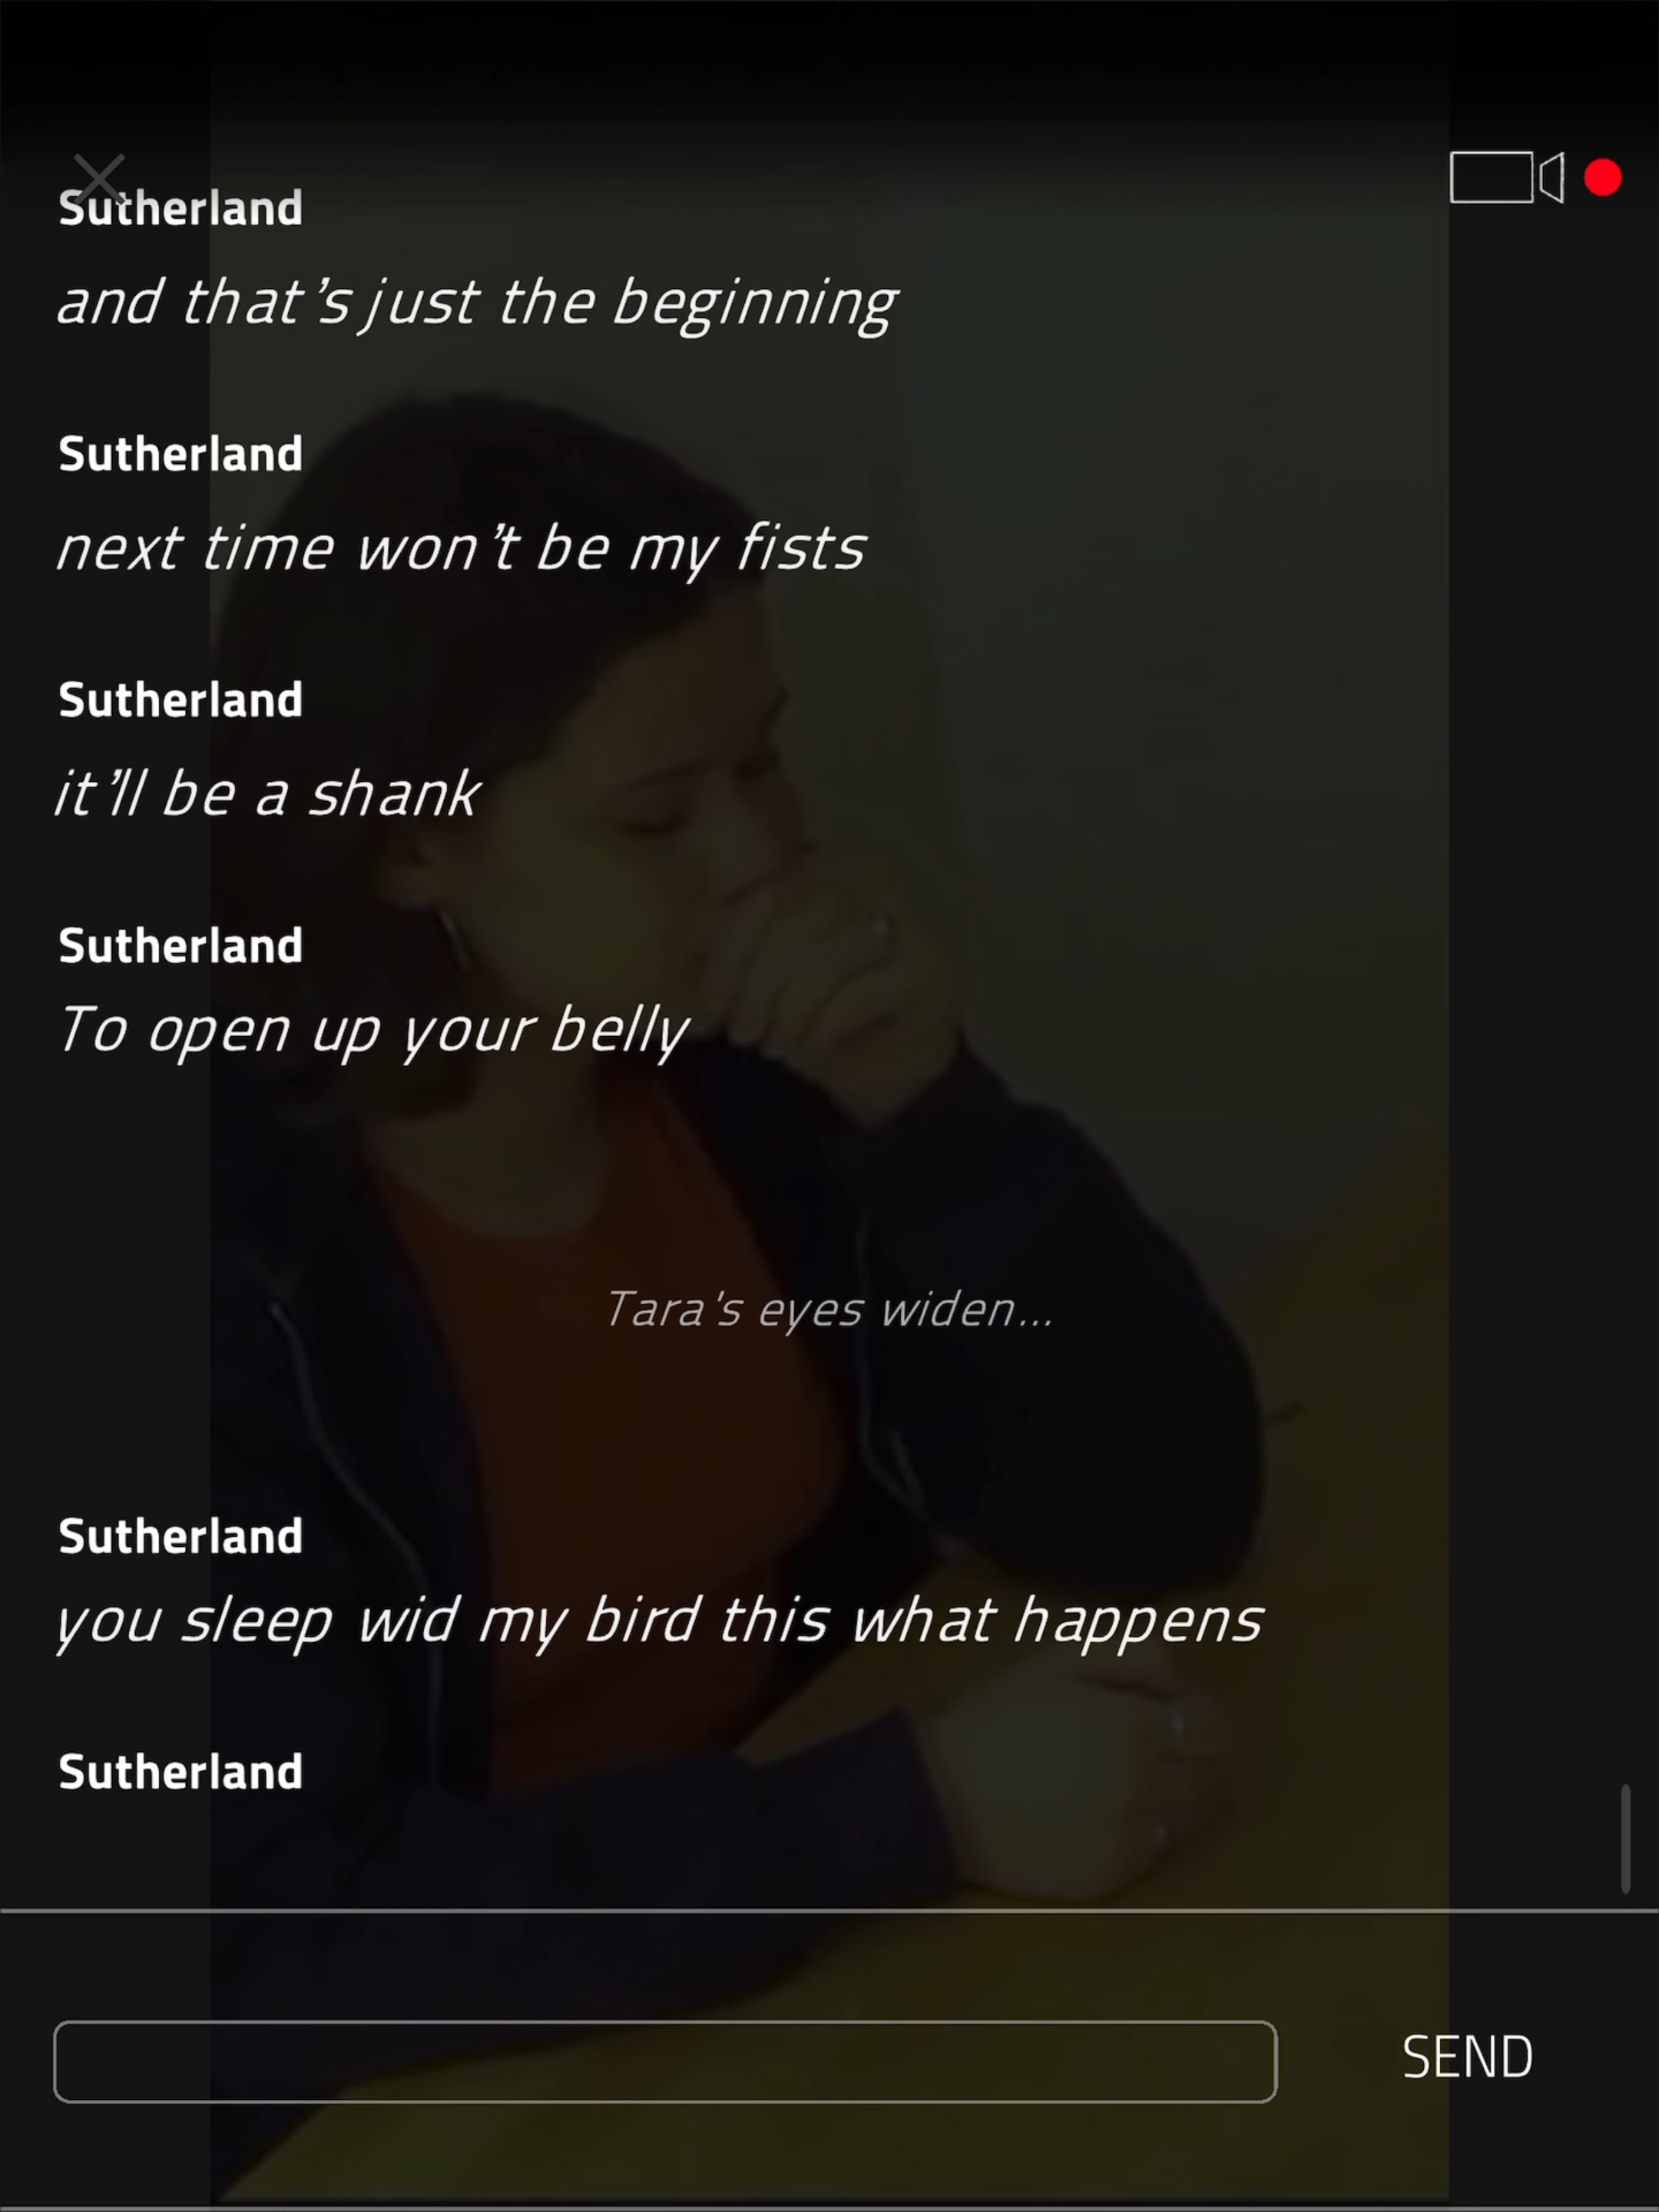 Sutherland
and that’s just the beginning
Sutherland
next time won’t be my fists
Sutherland
it’ll be a shank
Sutherland
To open up your belly
Tara's eyes widen...
Sutherland
you sleep wid my bird this what happens
Sutherland
SEND